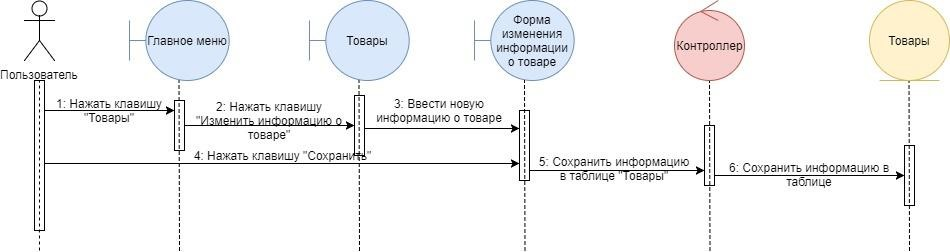 Пользователь
Главное меню
Товары
Форма
изменения
информации
о товаре
Контроллер
Товары
1: Нажать клавишу
"Товары"
2: Нажать клавишу
"Изменить информацию о
товаре"
3: Ввести новую
информацию о товаре
4: Нажать клавишу "Сохранить"
5: Сохранить информацию
в таблице "Товары"
6: Сохранить информацию в
таблице